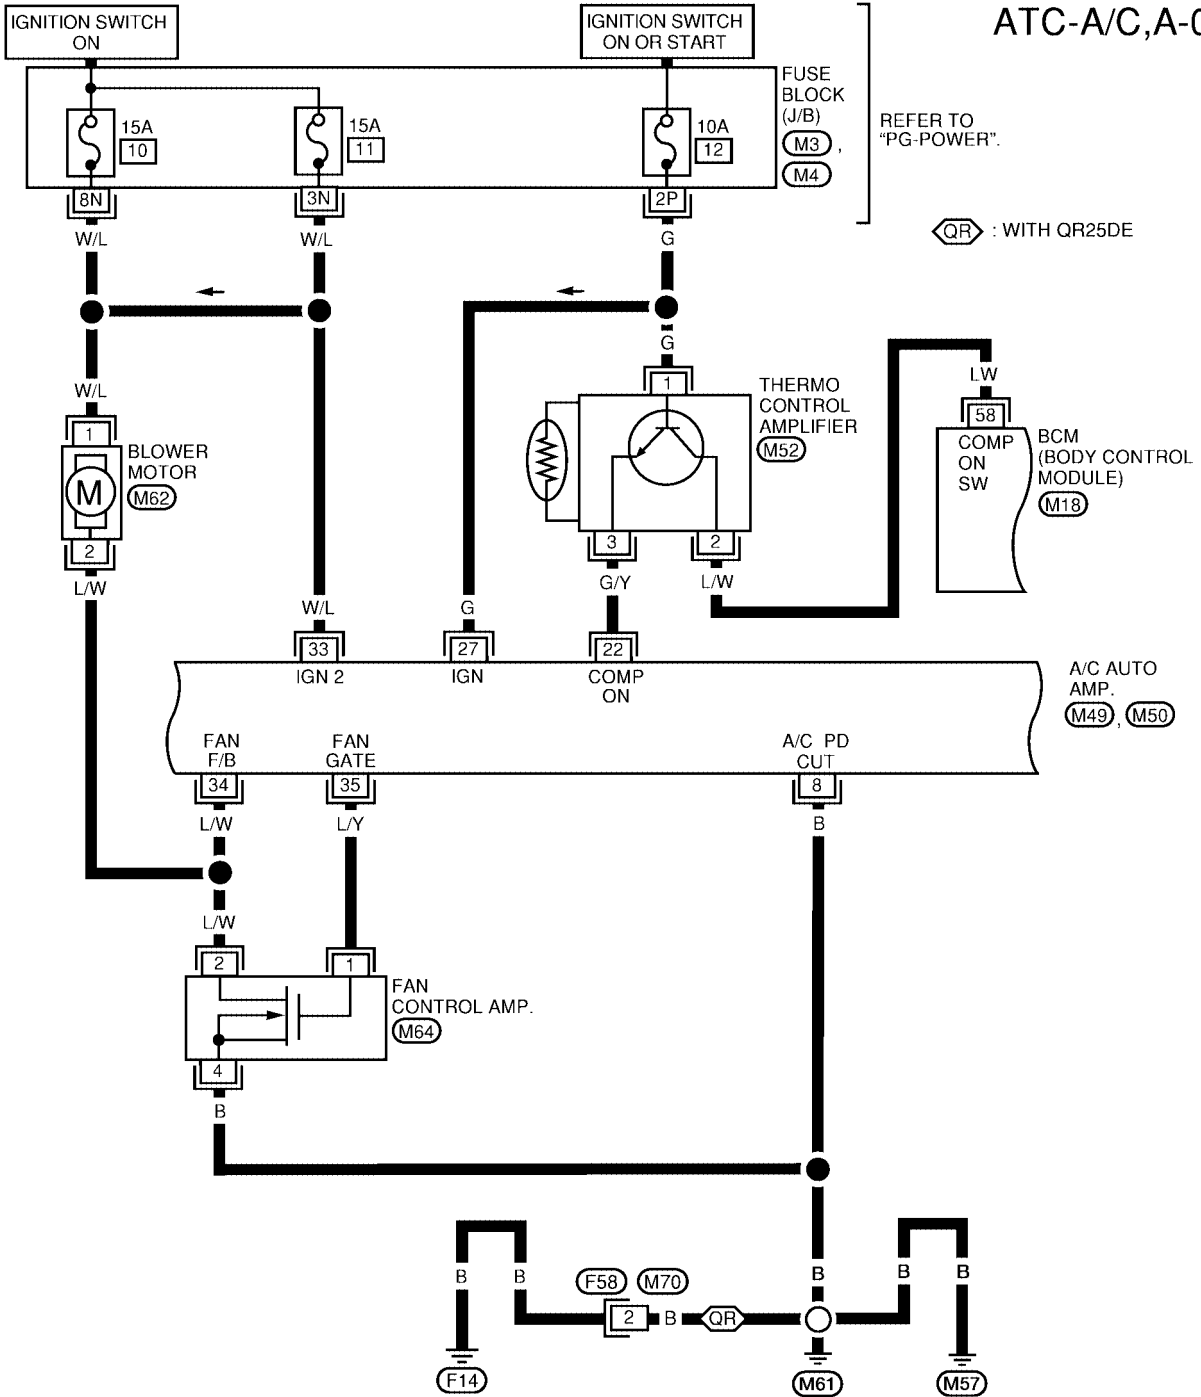 ATC-A/C,A-
IGNITION SWITCH
ON
IGNITION SWITCH
ON OR START
15A
10
15A
11
10A
12
FUSE
BLOCK
(J/B)
M3 ,
M4
REFER TO
"PG-POWER".
8N
3N
2P
W/L
W/L
G
QR : WITH QR25DE
G
W/L
LW
1
1
58
THERMO
CONTROL
AMPLIFIER
M52
COMP
ON
SW
BCM
(BODY CONTROL
MODULE)
M18
BLOWER
MOTOR
M62
M
2
3
2
L/W
G/Y
L/W
W/L
G
33
27
22
IGN 2
IGN
COMP
ON
A/C AUTO
AMP.
M49 , M50
FAN
F/B
FAN
GATE
A/C PD
CUT
34
35
8
L/W
L/Y
B
L/W
2
1
FAN
CONTROL AMP.
M64
4
B
B
B
F58
M70
B
B
B
2
B
QR
F14
M61
M57